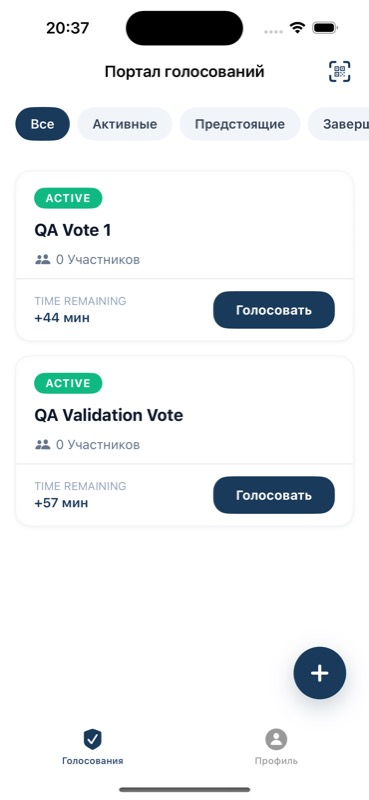 20:37
Портал голосований
Все
Активные
Предстоящие
Заверш
ACTIVE
QA Vote 1
0 Участников
TIME REMAINING
+44 мин
Голосовать
ACTIVE
QA Validation Vote
0 Участников
TIME REMAINING
+57 мин
Голосовать
Голосования
Профиль